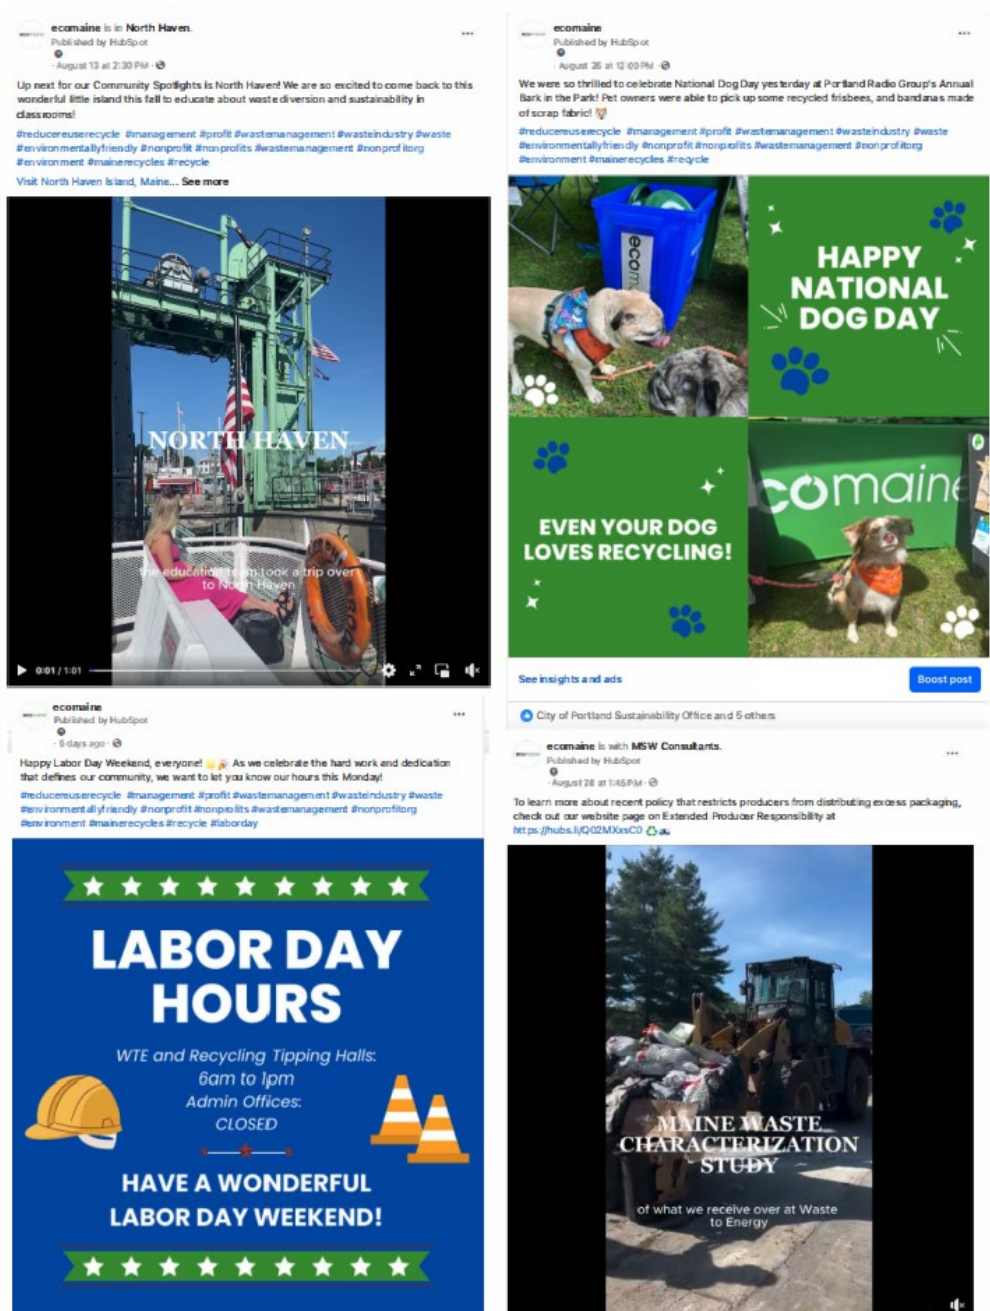 ecomaine is in North Haven.
Published by HubSpot
· August 13 at 2:30 PM ·
Up next for our Community Spotlights is North Haven! We are so excited to come back to this
wonderful little island this fall to educate about waste diversion and sustainability in
classrooms!
#reducereuserecycle #management #profit #wastemanagement #wasteindustry #waste
#environmentallyfriendly #nonprofit #nonprofits #wastemanagement #nonprofitorg
#environment #mainerecycles #recycle
Visit North Haven Island, Maine... See more
NORTH HAVEN
the education team took a trip over
to North Haven
0:01 / 1:01
ecomaine
Published by HubSpot
· August 26 at 12:00 PM ·
We were so thrilled to celebrate National Dog Day yesterday at Portland Radio Group's Annual
Bark in the Park! Pet owners were able to pick up some recycled frisbees, and bandanas made
of scrap fabric!
#reducereuserecycle #management #profit #wastemanagement #wasteindustry #waste
#environmentallyfriendly #nonprofit #nonprofits #wastemanagement #nonprofitorg
#environment #mainerecycles #recycle
ecoma
HAPPY
NATIONAL
DOG DAY
EVEN YOUR DOG
LOVES RECYCLING!
comaine
See insights and ads
Boost post
City of Portland Sustainability Office and 5 others
ecomaine
Published by HubSpot
· 6 days ago ·
Happy Labor Day Weekend, everyone! As we celebrate the hard work and dedication
that defines our community, we want to let you know our hours this Monday!
#reducereuserecycle #management #profit #wastemanagement #wasteindustry #waste
#environmentallyfriendly #nonprofit #nonprofits #wastemanagement #nonprofitorg
#environment #mainerecycles #recycle #laborday
LABOR DAY
HOURS
WTE and Recycling Tipping Halls:
6am to 1pm
Admin Offices:
CLOSED
HAVE A WONDERFUL
LABOR DAY WEEKEND!
ecomaine is with MSW Consultants.
Published by HubSpot
· August 28 at 1:45 PM ·
To learn more about recent policy that restricts producers from distributing excess packaging,
check out our website page on Extended Producer Responsibility at
https://hubs.li/Q02MXxsC0
MAINE WASTE
CHARACTERIZATION
STUDY
of what we receive over at Waste
to Energy